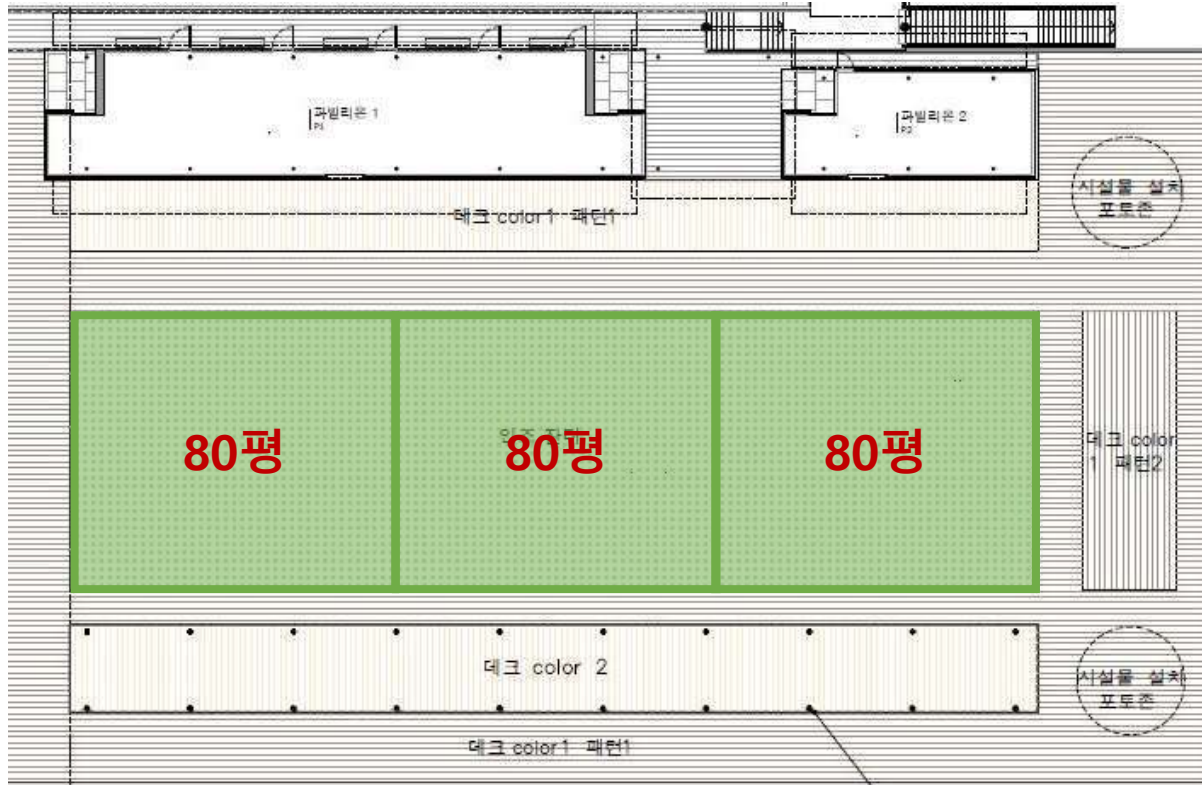 파빌리온 1
P1
파빌리온 2
P2
시설물 설치
포토존
데크 color1 패턴1
80평
80평
80평
데크 color
1 패턴2
데크 color 2
시설물 설치
포토존
데크 color1 패턴1